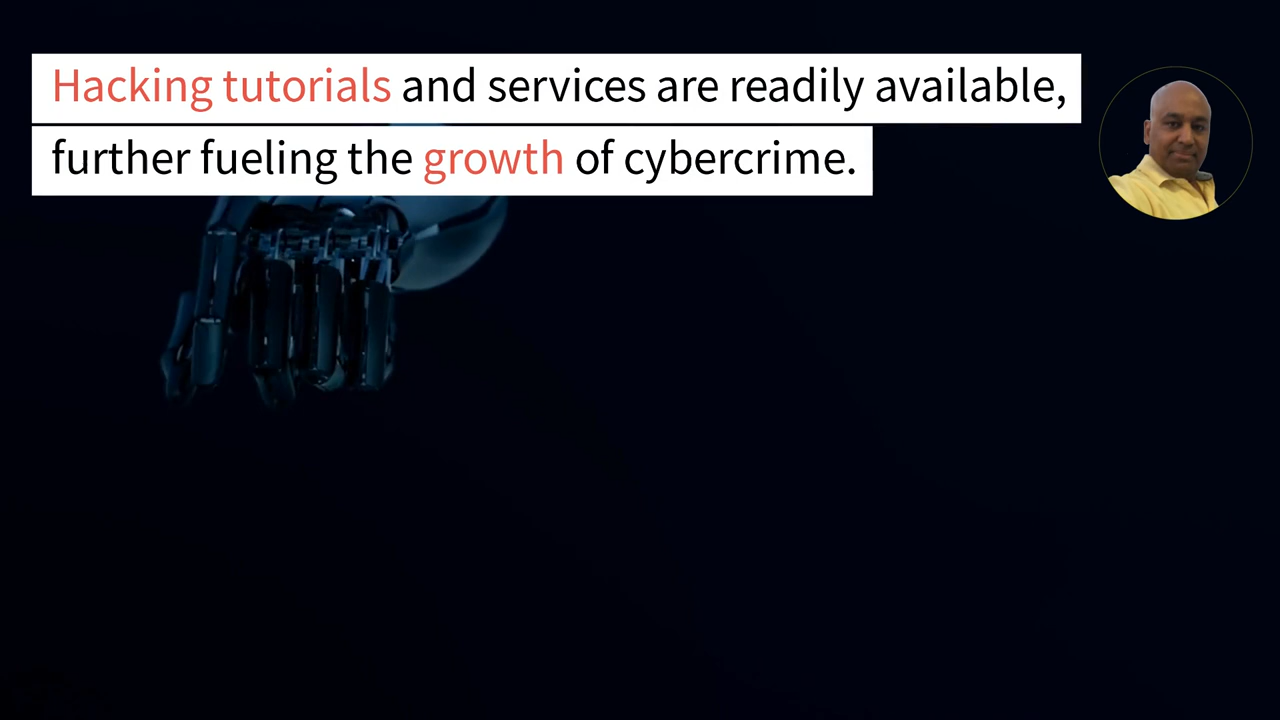 Hacking tutorials and services are readily available,
further fueling the growth of cybercrime.